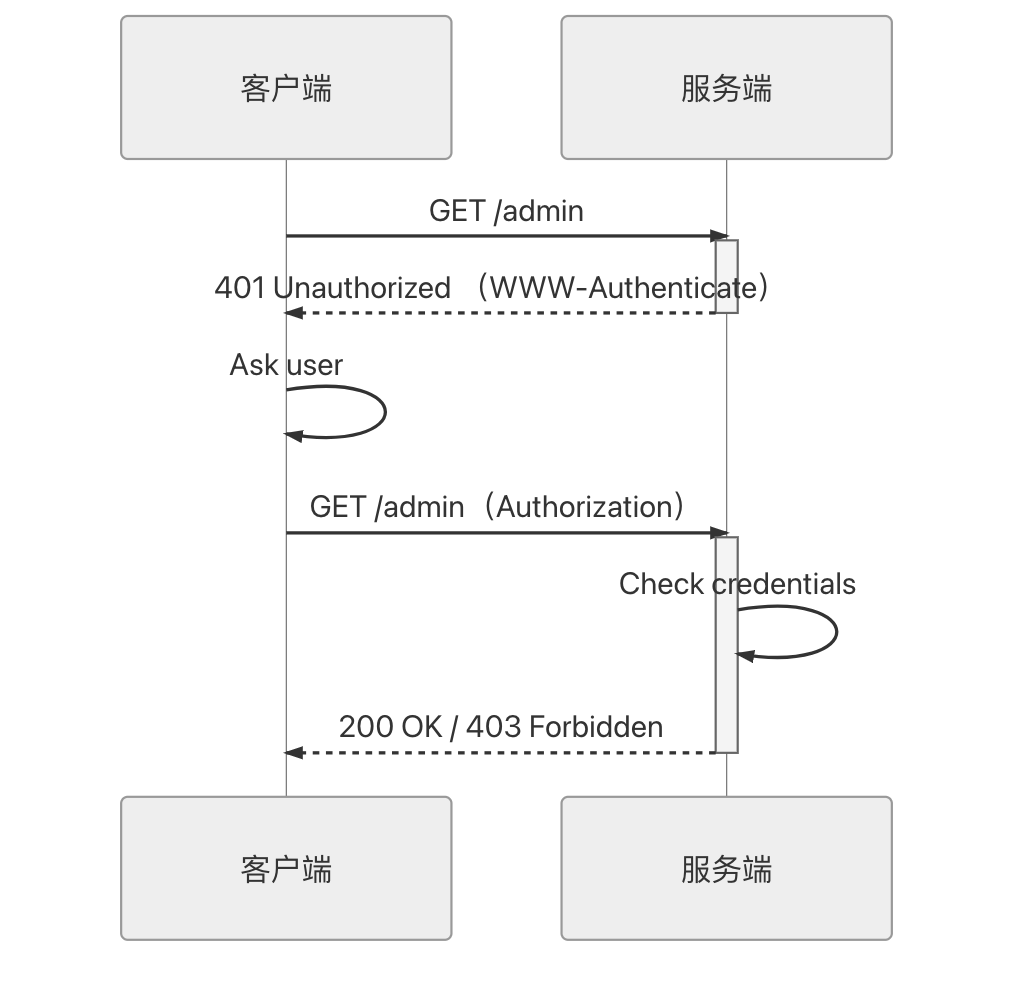 客户端
服务端
GET /admin
401 Unauthorized （WWW-Authenticate）
Ask user
GET /admin（Authorization）
Check credentials
200 OK / 403 Forbidden
客户端
服务端